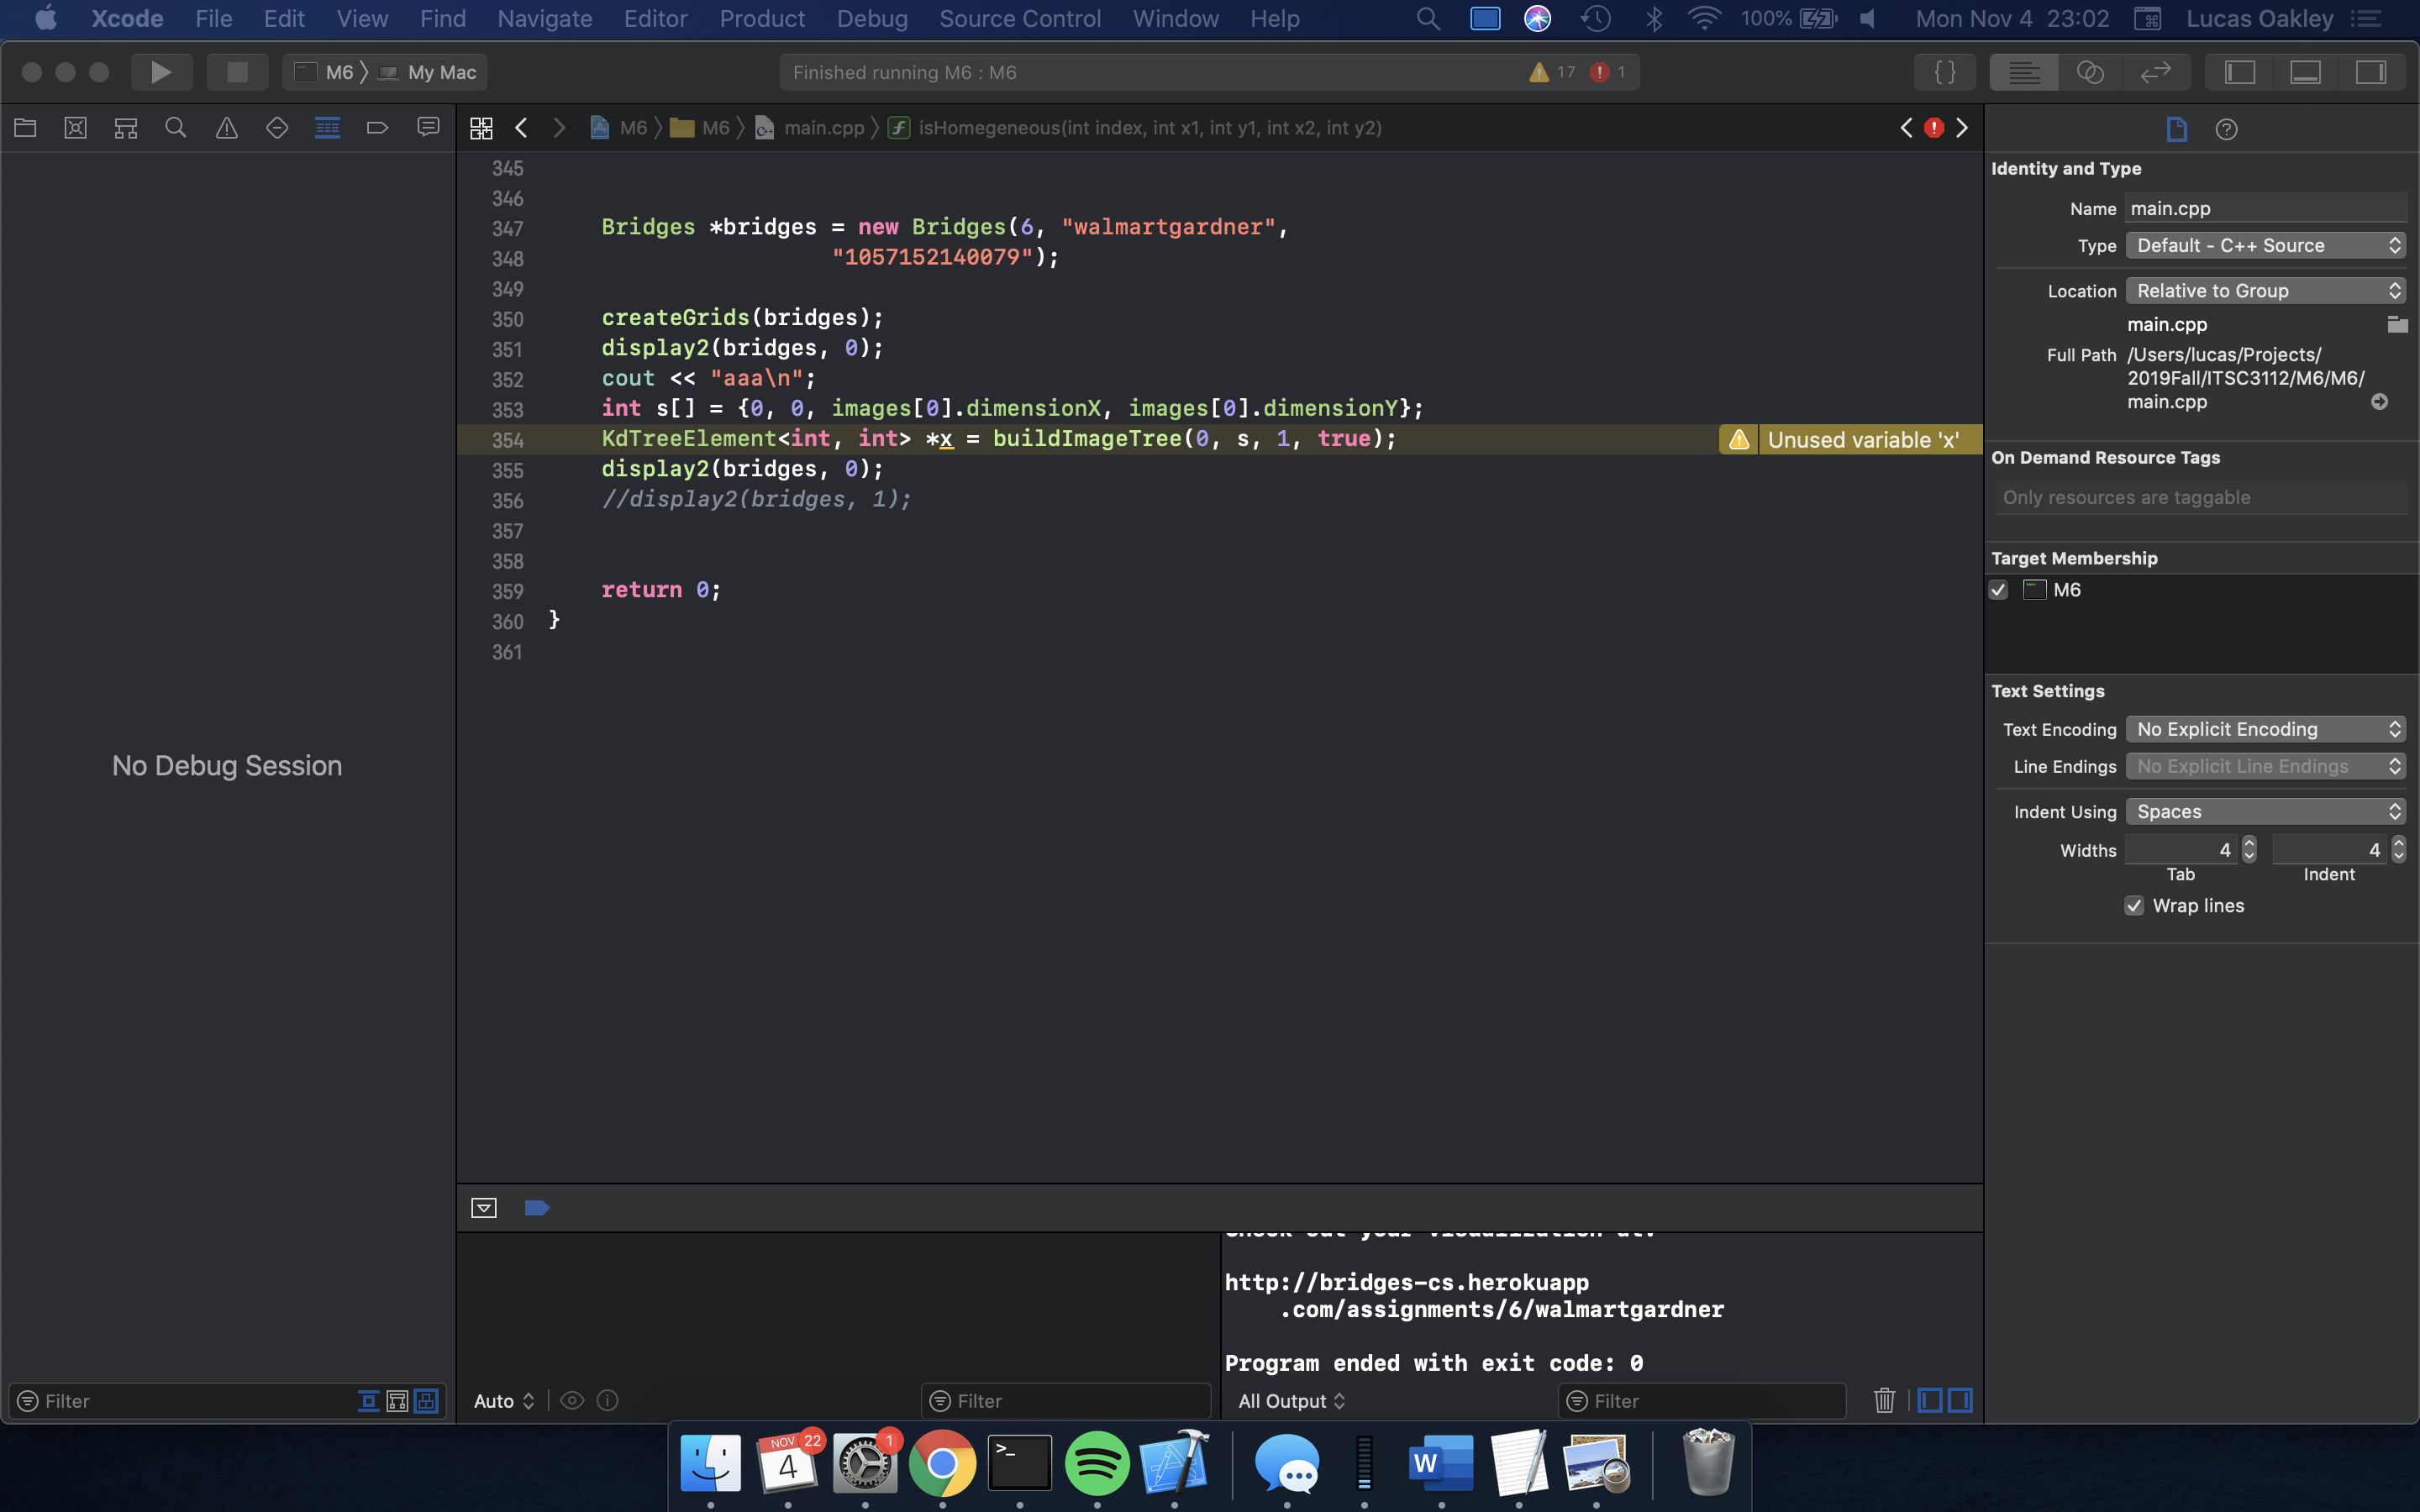 Xcode File Edit View Find Navigate Editor Product Debug Source Control Window Help 100% Mon Nov 4 23:02 Lucas Oakley
M6 My Mac Finished running M6 : M6 17 1 {}
M6 M6 main.cpp isHomegeneous(int index, int x1, int y1, int x2, int y2)
345
346
347 Bridges *bridges = new Bridges(6, "walmartgardner",
348 "1057152140079");
349
350 createGrids(bridges);
351 display2(bridges, 0);
352 cout << "aaa\n";
353 int s[] = {0, 0, images[0].dimensionX, images[0].dimensionY};
354 KdTreeElement<int, int> *x = buildImageTree(0, s, 1, true); Unused variable 'x'
355 display2(bridges, 0);
356 //display2(bridges, 1);
357
358
359 return 0;
360 }
361
No Debug Session
Filter
Auto Filter
http://bridges-cs.herokuapp
.com/assignments/6/walmartgardner
Program ended with exit code: 0
All Output Filter
Identity and Type
Name main.cpp
Type Default - C++ Source
Location Relative to Group
main.cpp
Full Path /Users/lucas/Projects/
2019Fall/ITSC3112/M6/M6/
main.cpp
On Demand Resource Tags
Only resources are taggable
Target Membership
M6
Text Settings
Text Encoding No Explicit Encoding
Line Endings No Explicit Line Endings
Indent Using Spaces
Widths 4 4
Tab Indent
Wrap lines
NOV 22 1
4 >_ W